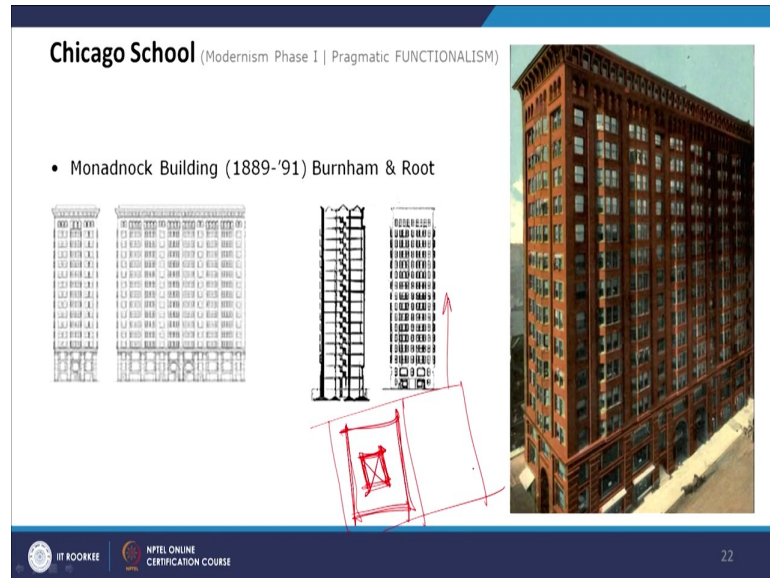 Chicago School (Modernism Phase I | Pragmatic FUNCTIONALISM)
• Monadnock Building (1889-’91) Burnham & Root
IIT ROORKEE
NPTEL ONLINE
CERTIFICATION COURSE
NPTEL
22